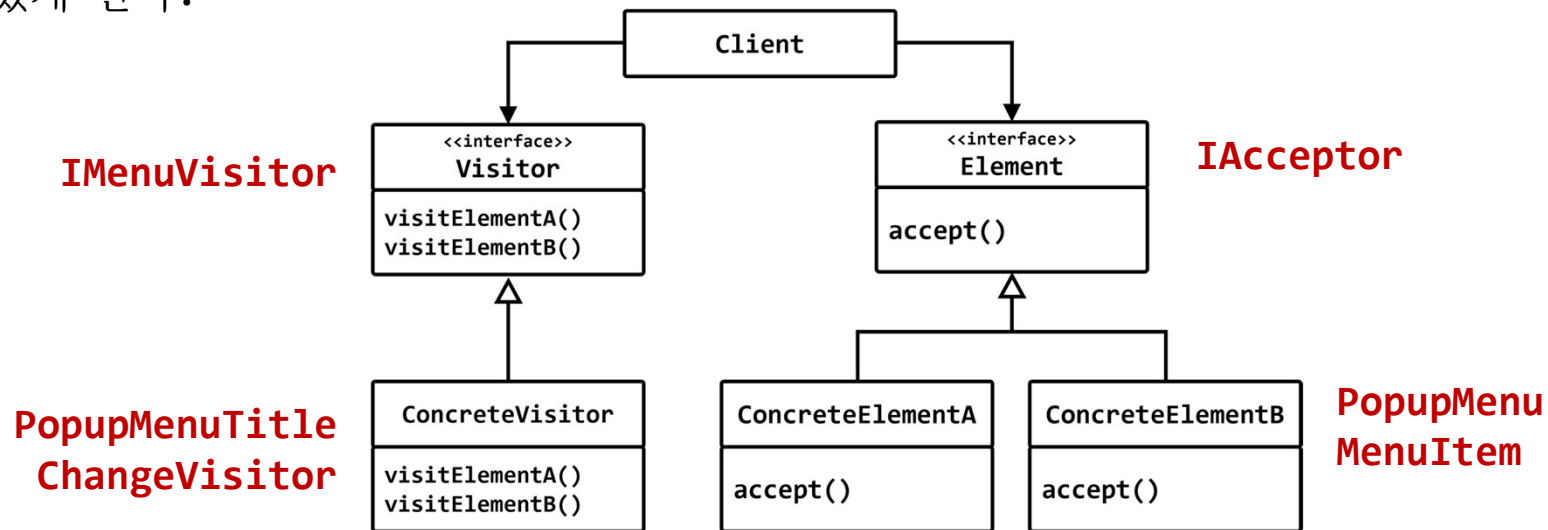 Client
<<interface>>
Visitor
visitElementA()
visitElementB()
IMenuVisitor
<<interface>>
Element
accept()
IAcceptor
ConcreteVisitor
visitElementA()
visitElementB()
PopupMenuTitle
ChangeVisitor
ConcreteElementA
accept()
ConcreteElementB
accept()
PopupMenu
MenuItem